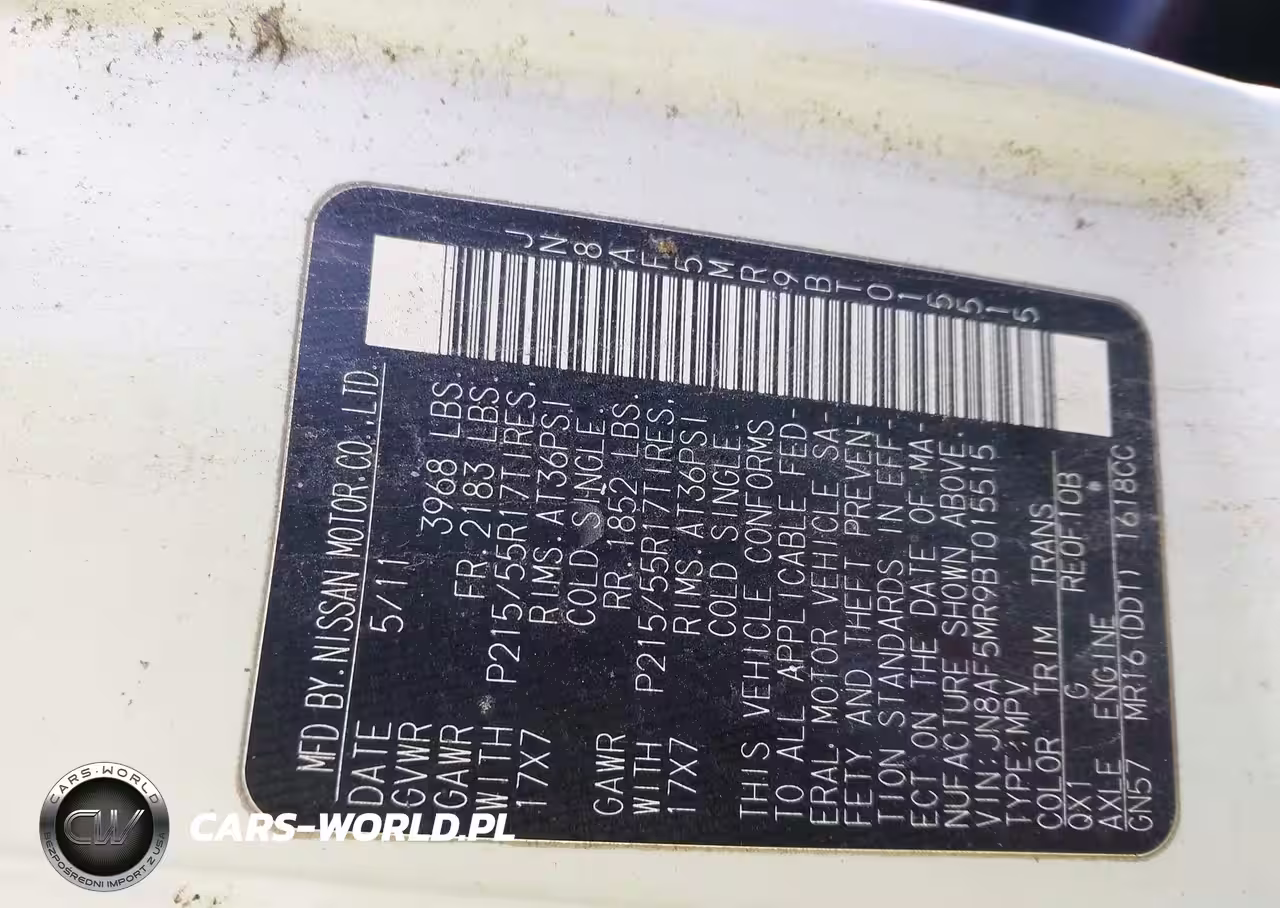 JN8AF5MR9BT015515
MFD BY.NISSAN MOTOR.CO.,LTD.
DATE 5/11
GVWR 3968 LBS.
GAWR FR.2183 LBS.
WITH P215/55R17TIRES.
17X7 RIMS.AT36PSI
COLD SINGLE.
GAWR RR.1852 LBS.
WITH P215/55R17TIRES.
17X7 RIMS.AT36PSI
COLD SINGLE.
THIS VEHICLE CONFORMS
TO ALL APPLICABLE FED-
ERAL MOTOR VEHICLE SA-
FETY AND THEFT PREVEN-
TION STANDARDS IN EFF-
ECT ON THE DATE OF MA-
NUFACTURE SHOWN ABOVE.
VIN:JN8AF5MR9BT015515
TYPE:MPV
COLOR TRIM TRANS
QX1 G RE0F10B
AXLE ENGINE
GN57 MR16(DDT) 1618CC
CARS-WORLD
CW
BEZPOŚREDNI IMPORT Z USA
CARS-WORLD.PL